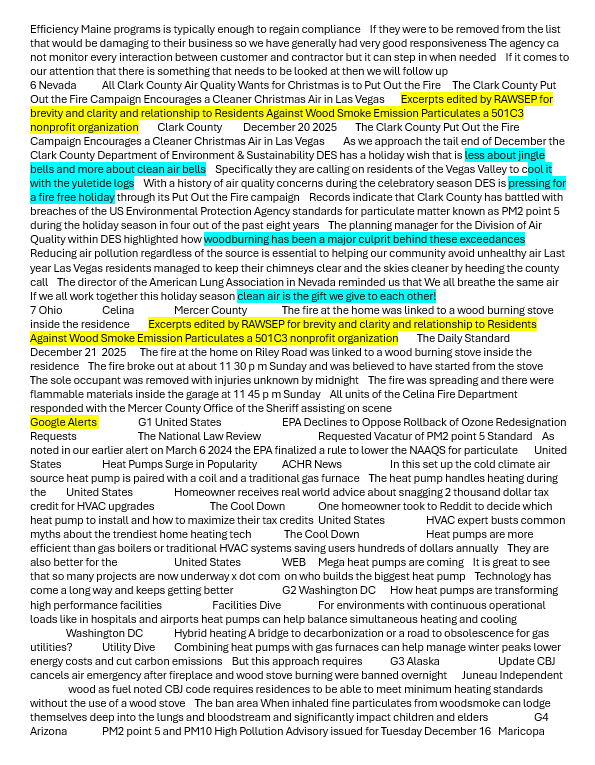 Efficiency Maine programs is typically enough to regain compliance If they were to be removed from the list
that would be damaging to their business so we have generally had very good responsiveness The agency ca
not monitor every interaction between customer and contractor but it can step in when needed If it comes to
our attention that there is something that needs to be looked at then we will follow up
6 Nevada All Clark County Air Quality Wants for Christmas is to Put Out the Fire The Clark County Put
Out the Fire Campaign Encourages a Cleaner Christmas Air in Las Vegas Excerpts edited by RAWSEP for
brevity and clarity and relationship to Residents Against Wood Smoke Emission Particulates a 501C3
nonprofit organization Clark County December 20 2025 The Clark County Put Out the Fire
Campaign Encourages a Cleaner Christmas Air in Las Vegas As we approach the tail end of December the
Clark County Department of Environment & Sustainability DES has a holiday wish that is less about jingle
bells and more about clean air bells Specifically they are calling on residents of the Vegas Valley to cool it
with the yuletide logs With a history of air quality concerns during the celebratory season DES is pressing for
a fire free holiday through its Put Out the Fire campaign Records indicate that Clark County has battled with
breaches of the US Environmental Protection Agency standards for particulate matter known as PM2 point 5
during the holiday season in four out of the past eight years The planning manager for the Division of Air
Quality within DES highlighted how woodburning has been a major culprit behind these exceedances
Reducing air pollution regardless of the source is essential to helping our community avoid unhealthy air Last
year Las Vegas residents managed to keep their chimneys clear and the skies cleaner by heeding the county
call The director of the American Lung Association in Nevada reminded us that We all breathe the same air
If we all work together this holiday season clean air is the gift we give to each other!
7 Ohio Celina Mercer County The fire at the home was linked to a wood burning stove
inside the residence Excerpts edited by RAWSEP for brevity and clarity and relationship to Residents
Against Wood Smoke Emission Particulates a 501C3 nonprofit organization The Daily Standard
December 21 2025 The fire at the home on Riley Road was linked to a wood burning stove inside the
residence The fire broke out at about 11 30 p m Sunday and was believed to have started from the stove
The sole occupant was removed with injuries unknown by midnight The fire was spreading and there were
flammable materials inside the garage at 11 45 p m Sunday All units of the Celina Fire Department
responded with the Mercer County Office of the Sheriff assisting on scene
Google Alerts G1 United States EPA Declines to Oppose Rollback of Ozone Redesignation
Requests The National Law Review Requested Vacatur of PM2 point 5 Standard As
noted in our earlier alert on March 6 2024 the EPA finalized a rule to lower the NAAQS for particulate United
States Heat Pumps Surge in Popularity ACHR News In this set up the cold climate air
source heat pump is paired with a coil and a traditional gas furnace The heat pump handles heating during
the United States Homeowner receives real world advice about snagging 2 thousand dollar tax
credit for HVAC upgrades The Cool Down One homeowner took to Reddit to decide which
heat pump to install and how to maximize their tax credits United States HVAC expert busts common
myths about the trendiest home heating tech The Cool Down Heat pumps are more
efficient than gas boilers or traditional HVAC systems saving users hundreds of dollars annually They are
also better for the United States WEB Mega heat pumps are coming It is great to see
that so many projects are now underway x dot com on who builds the biggest heat pump Technology has
come a long way and keeps getting better G2 Washington DC How heat pumps are transforming
high performance facilities Facilities Dive For environments with continuous operational
loads like in hospitals and airports heat pumps can help balance simultaneous heating and cooling
Washington DC Hybrid heating A bridge to decarbonization or a road to obsolescence for gas
utilities? Utility Dive Combining heat pumps with gas furnaces can help manage winter peaks lower
energy costs and cut carbon emissions But this approach requires G3 Alaska Update CBJ
cancels air emergency after fireplace and wood stove burning were banned overnight Juneau Independent
wood as fuel noted CBJ code requires residences to be able to meet minimum heating standards
without the use of a wood stove The ban area When inhaled fine particulates from woodsmoke can lodge
themselves deep into the lungs and bloodstream and significantly impact children and elders G4
Arizona PM2 point 5 and PM10 High Pollution Advisory issued for Tuesday December 16 Maricopa